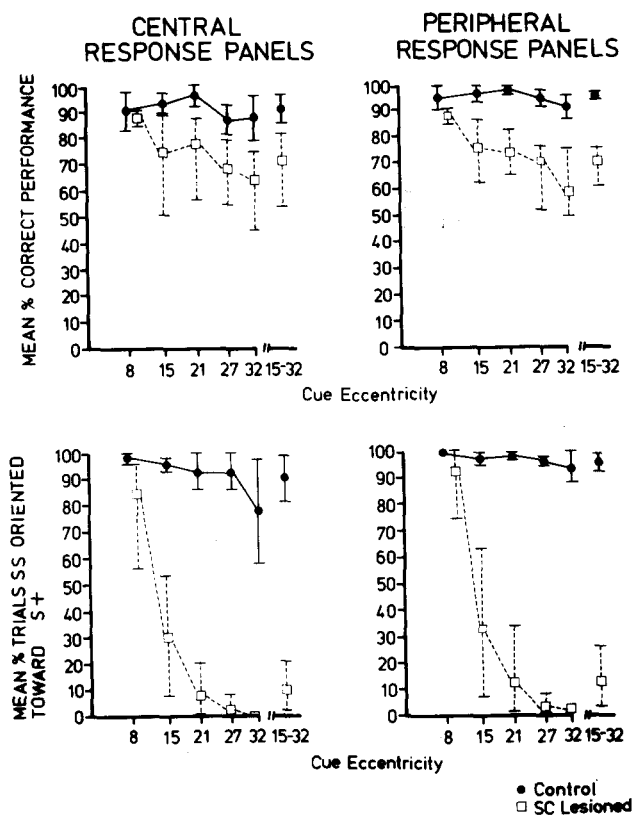 CENTRAL
RESPONSE PANELS
PERIPHERAL
RESPONSE PANELS
MEAN % CORRECT PERFORMANCE
100
90
80
70
60
50
40
30
20
10
0
8 15 21 27 32 15-32
100
90
80
70
60
50
40
30
20
10
0
8 15 21 27 32 15-32
Cue Eccentricity
MEAN % TRIALS SS ORIENTED
TOWARD S+
100
90
80
70
60
50
40
30
20
10
0
8 15 21 27 32 15-32
100
90
80
70
60
50
40
30
20
10
0
8 15 21 27 32 15-32
Cue Eccentricity
Control
SC Lesioned